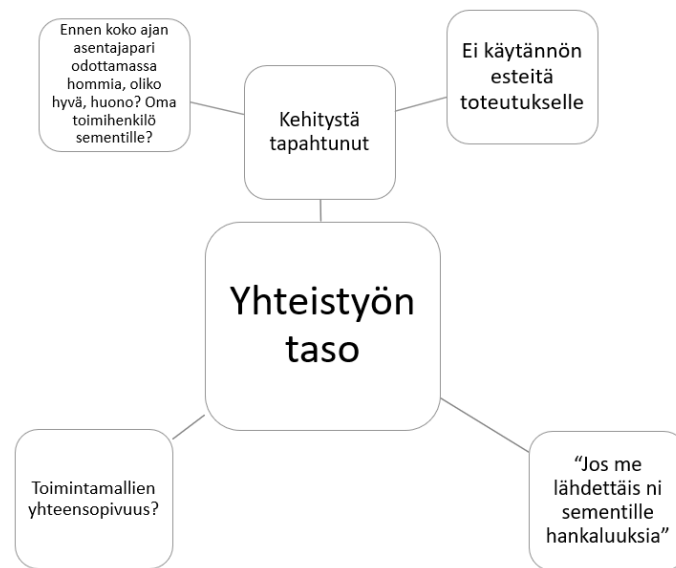 Ennen koko ajan
asentajapari
odottamassa
hommia, oliko
hyvä, huono? Oma
toimihenkilö
sementille?
Kehitystä
tapahtunut
Ei käytännön
esteitä
toteutukselle
Yhteistyön
taso
Toimintamallien
yhteensopivuus?
“Jos me
lähdettäis ni
sementille
hankaluuksia”